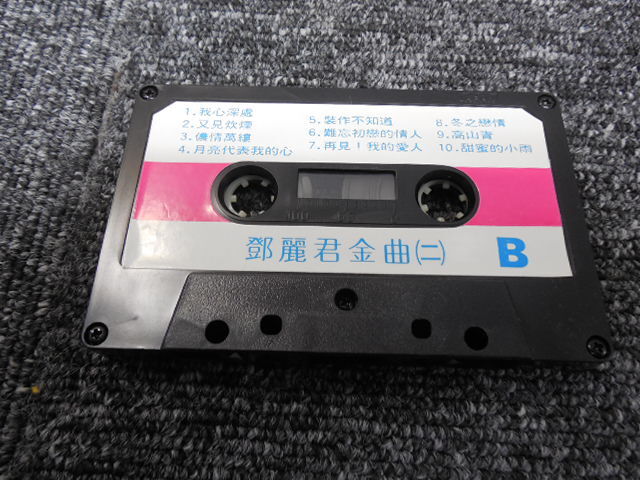 1.我心深處
2.又見炊煙
3.儂情萬縷
4.月亮代表我的心
5.裝作不知道
6.難忘初戀的情人
7.再見!我的愛人
8.冬之戀情
9.高山青
10.甜蜜的小雨
鄧麗君金曲(二) B